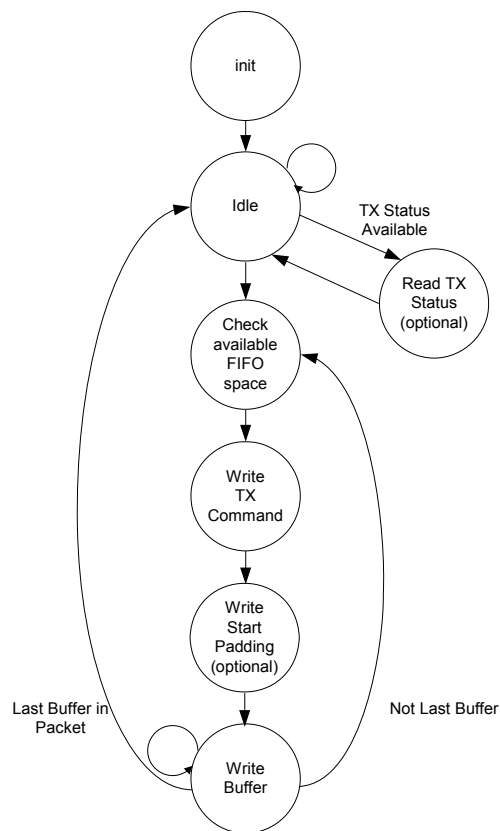 init
Idle
TX Status
Available
Read TX
Status
(optional)
Check
available
FIFO
space
Write
TX
Command
Write
Start
Padding
(optional)
Last Buffer in
Packet
Not Last Buffer
Write
Buffer